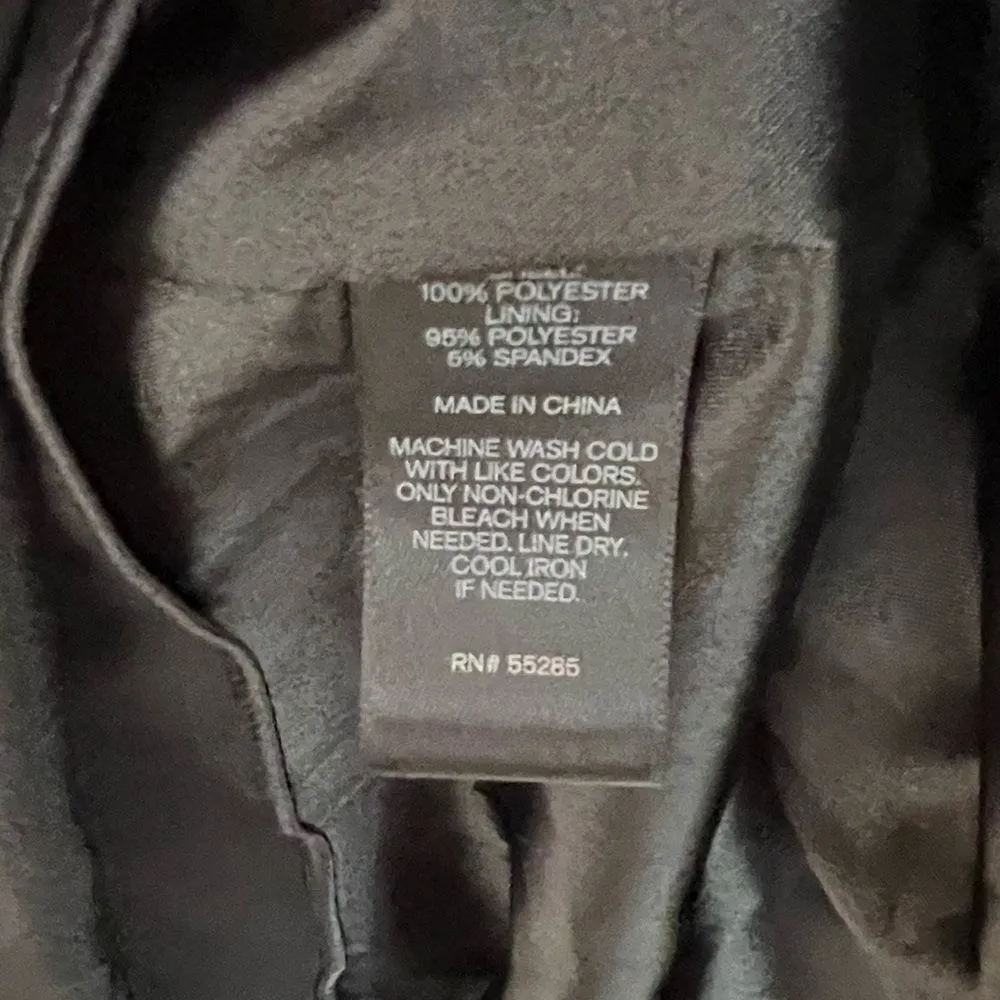 100% POLYESTER
LINING:
95% POLYESTER
5% SPANDEX
MADE IN CHINA
MACHINE WASH COLD
WITH LIKE COLORS.
ONLY NON-CHLORINE
BLEACH WHEN
NEEDED. LINE DRY.
COOL IRON
IF NEEDED.
RN# 55285